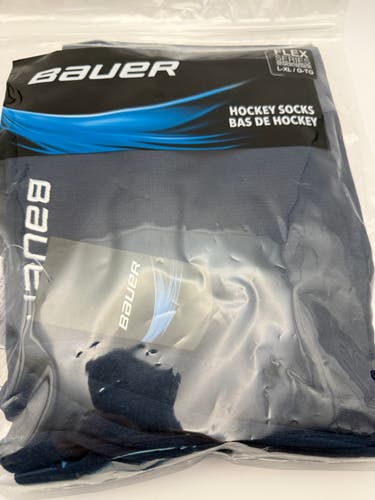 BAUER
FLEX
SERIES
L-XL / G-TG
HOCKEY SOCKS
BAS DE HOCKEY
BAUER
BAUER